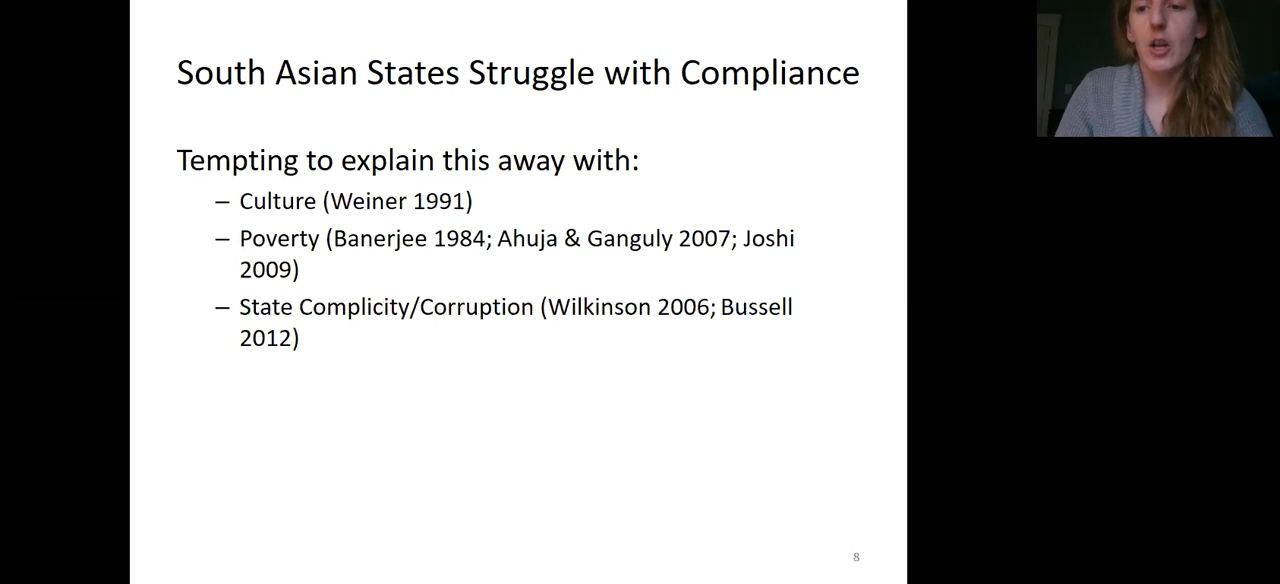 South Asian States Struggle with Compliance
Tempting to explain this away with:
– Culture (Weiner 1991)
– Poverty (Banerjee 1984; Ahuja & Ganguly 2007; Joshi
2009)
– State Complicity/Corruption (Wilkinson 2006; Bussell
2012)
8